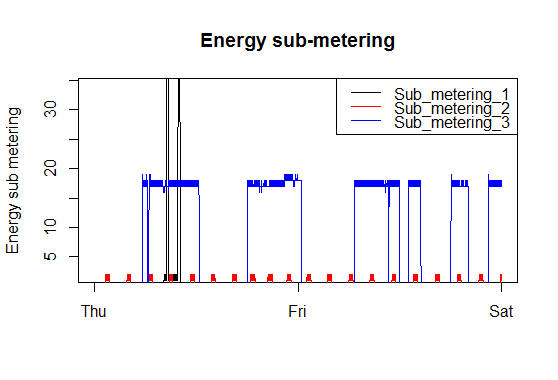 Energy sub-metering
Energy sub metering
30
20
10
5
Sub_metering_1
Sub_metering_2
Sub_metering_3
Thu Fri Sat